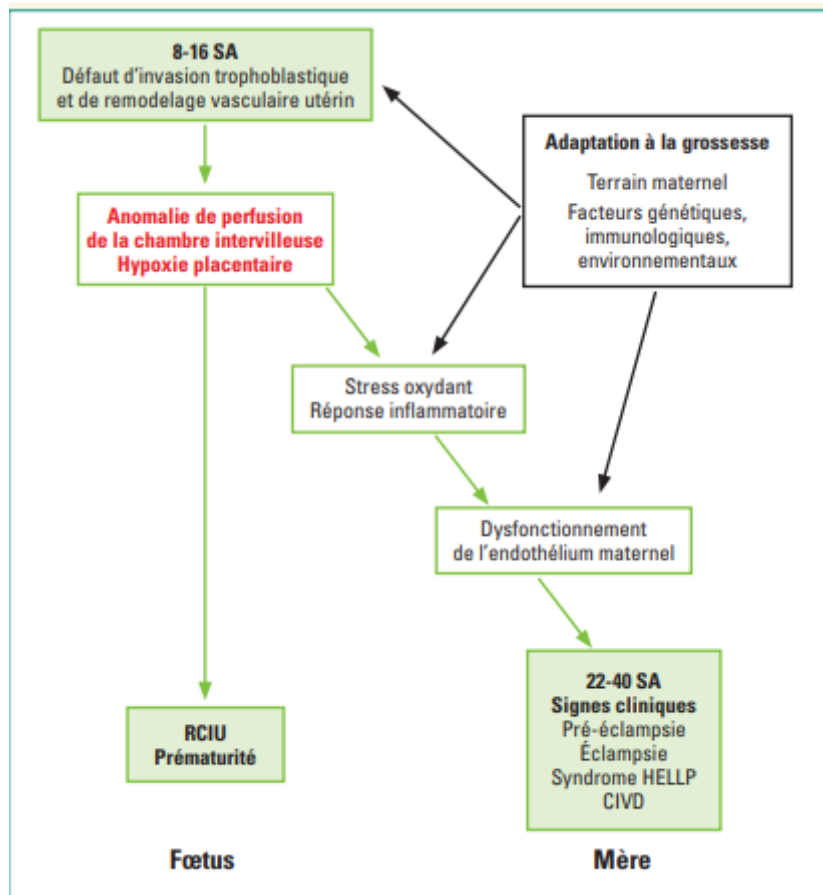 8-16 SA
Défaut d'invasion trophoblastique
et de remodelage vasculaire utérin
Adaptation à la grossesse
Terrain maternel
Facteurs génétiques,
immunologiques,
environnementaux
Anomalie de perfusion
de la chambre intervilleuse
Hypoxie placentaire
Stress oxydant
Réponse inflammatoire
Dysfonctionnement
de l'endothélium maternel
22-40 SA
Signes cliniques
Pré-éclampsie
Éclampsie
Syndrome HELLP
CIVD
RCIU
Prématurité
Fœtus
Mère